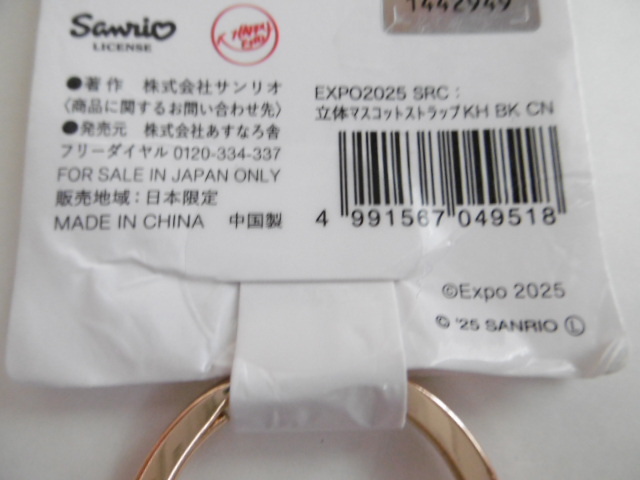 Sanrio
LICENSE
1442949
●著作 株式会社サンリオ
〈商品に関するお問い合わせ先〉
●発売元 株式会社あすなろ舎
フリーダイヤル 0120-334-337
FOR SALE IN JAPAN ONLY
販売地域：日本限定
MADE IN CHINA 中国製
EXPO2025 SRC：
立体マスコットストラップKH BK CN
4 991567 049518
©Expo 2025
© '25 SANRIO Ⓛ